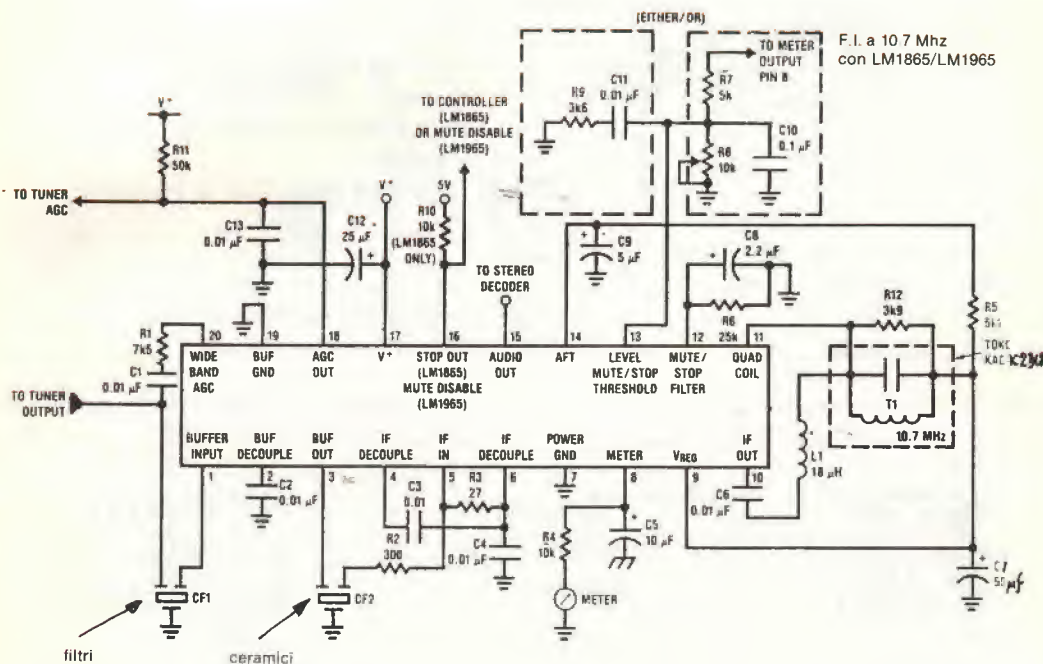 (EITHER/OR)
F.I. a 10 7 Mhz
con LM1865/LM1965
TO METER
OUTPUT
PIN 8
R7
5k
C11
0.01 µF
R9
3k6
R8
10k
C10
0.1 µF
V+
R11
50k
TO TUNER
AGC
TO CONTROLLER
(LM1865)
OR MUTE DISABLE
(LM1965)
V+
5V
R10
10k
(LM1865
ONLY)
C13
0.01 µF
C12
25 µF
TO STEREO
DECODER
C9
5 µF
C8
2.2 µF
R6
25k
R12
3k9
R5
TOKO
KAC K2318
T1
10.7 MHz
L1
18 µH
R1
7k5
C1
0.01 µF
TO TUNER
OUTPUT
20
19
18
17
16
15
14
13
12
11
WIDE
BAND
AGC
BUF
GND
AGC
OUT
V+
STOP OUT
(LM1865)
MUTE DISABLE
(LM1965)
AUDIO
OUT
AFT
LEVEL
MUTE/STOP
THRESHOLD
MUTE/
STOP
FILTER
QUAD
COIL
BUFFER
INPUT
BUF
DECOUPLE
BUF
OUT
IF
DECOUPLE
IF
IN
IF
DECOUPLE
POWER
GND
METER
VREG
IF
OUT
1
2
3
4
5
6
7
8
9
10
C2
0.01 µF
C3
0.01
R3
27
R2
300
C4
0.01 µF
R4
10k
C5
10 µF
C6
0.01 µF
C7
50 µf
METER
CF1
CF2
filtri
ceramici